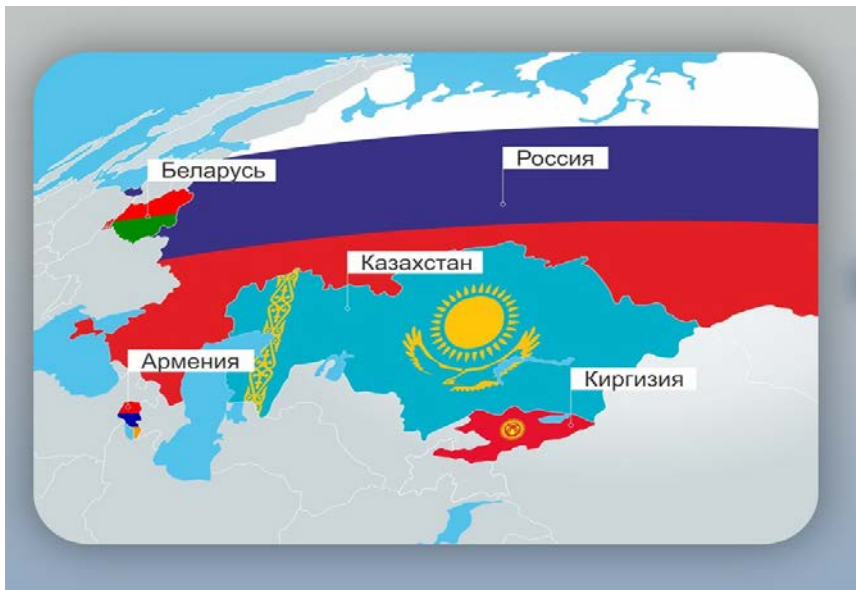 Беларусь
Россия
Казахстан
Армения
Киргизия